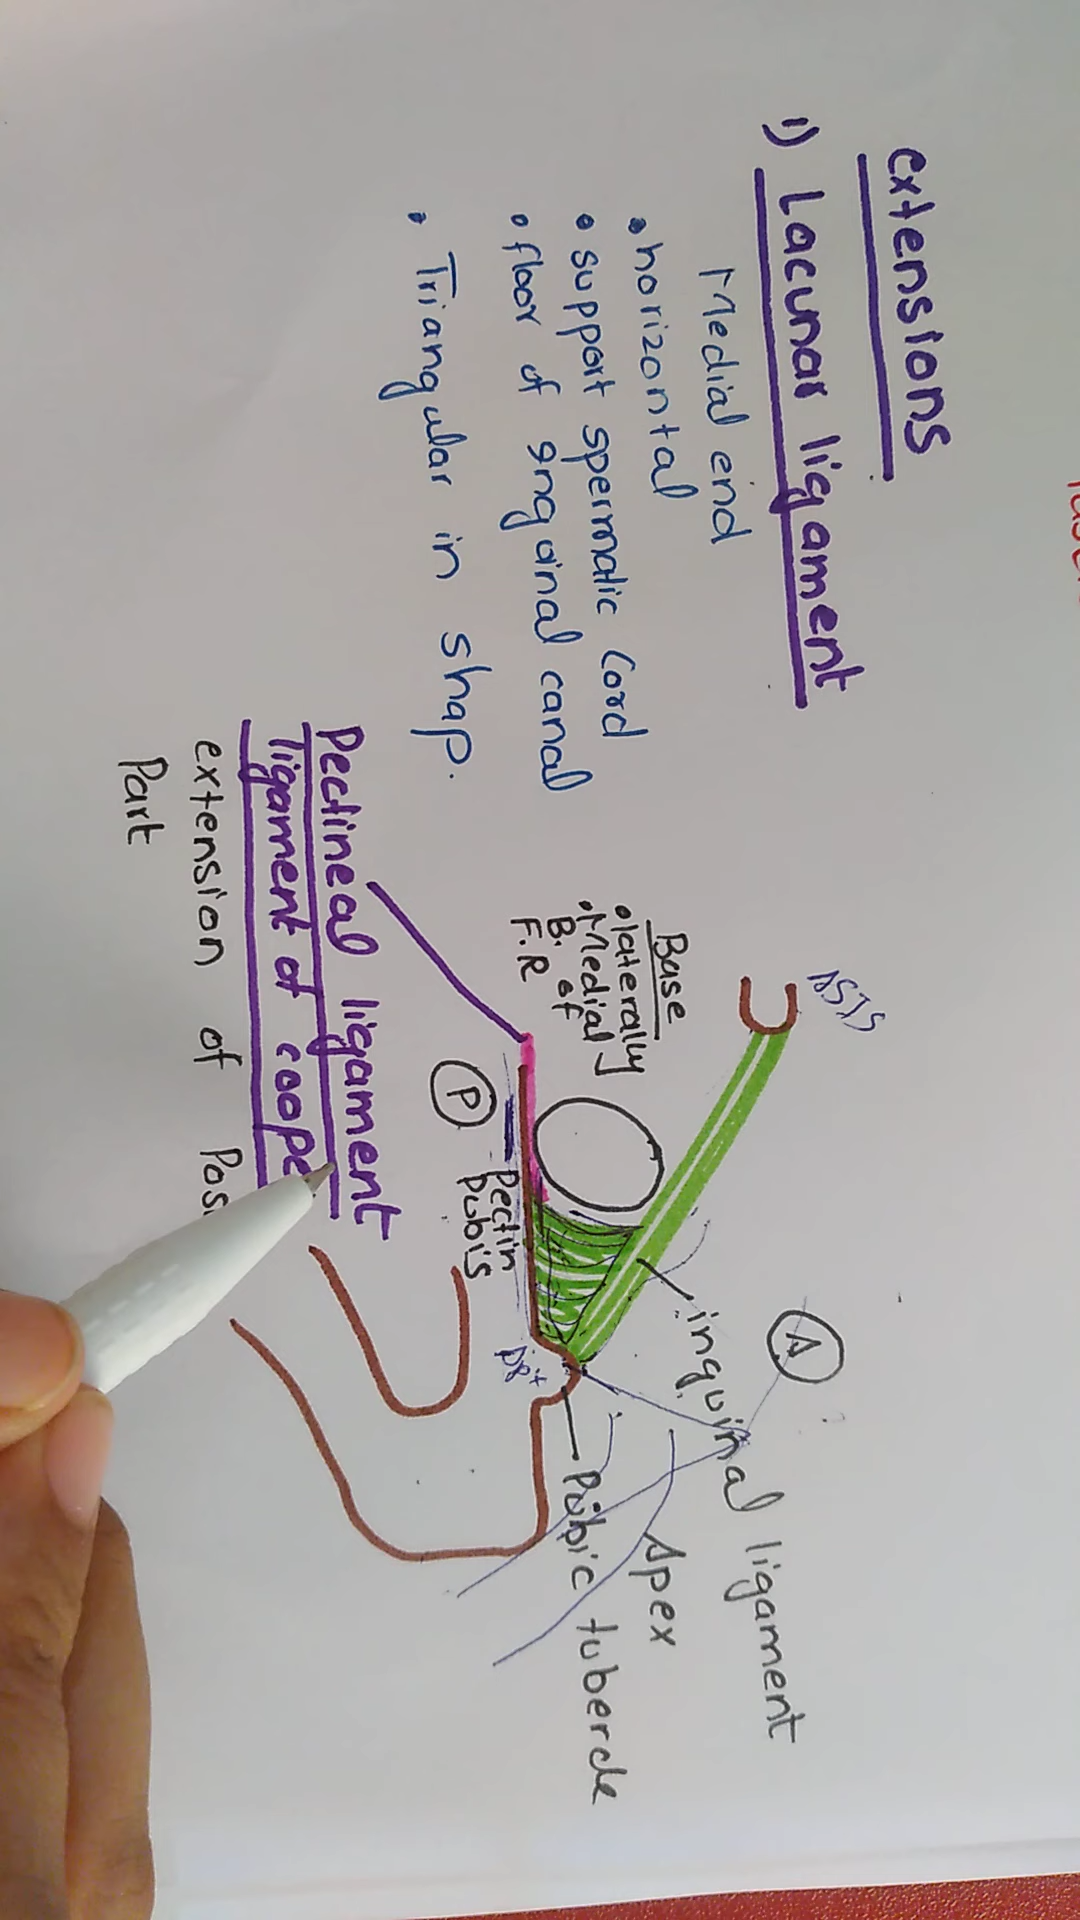 extensions
1) Lacunar ligament
Medial end
• horizontal
• support spermatic Cord
• floor of ingainal canal
• Triangular in shap.
ASIS
Base
• laterally
• Medial
B. of
F.R
A
inguinal ligament
Apex
Pubic tubercle
Pectin
Pubis
P
Pectineal ligament
ligament of coope
extension of Pos
Part